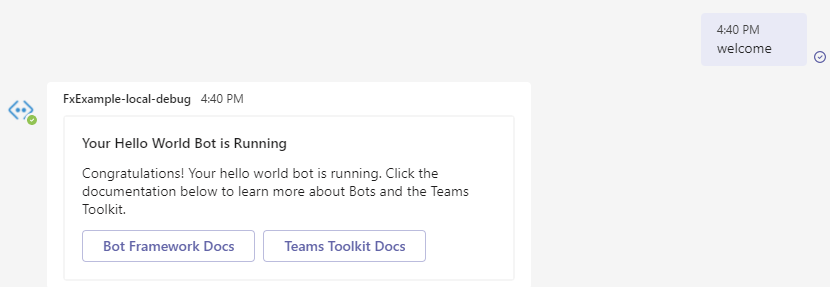 4:40 PM
welcome
FxExample-local-debug 4:40 PM
Your Hello World Bot is Running
Congratulations! Your hello world bot is running. Click the
documentation below to learn more about Bots and the Teams
Toolkit.
Bot Framework Docs Teams Toolkit Docs